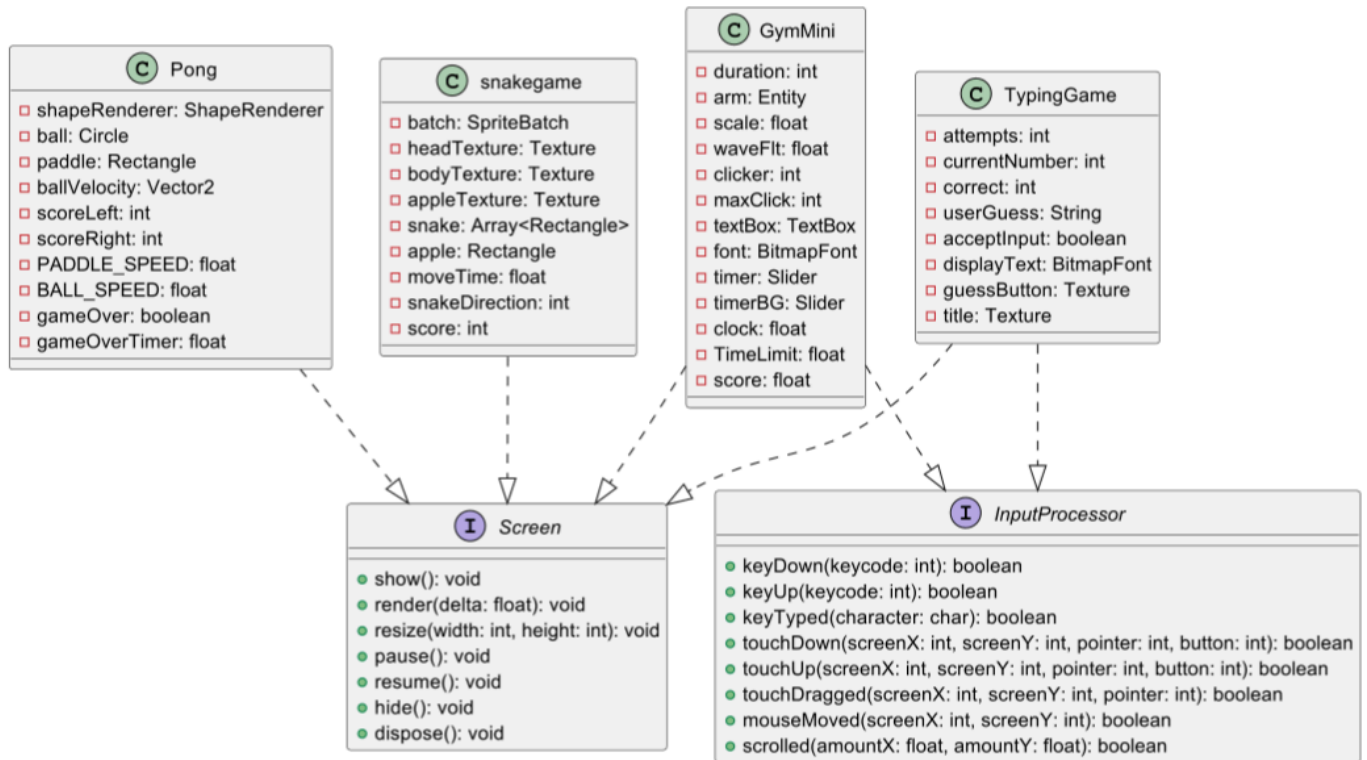 C Pong
shapeRenderer: ShapeRenderer
ball: Circle
paddle: Rectangle
ballVelocity: Vector2
scoreLeft: int
scoreRight: int
PADDLE_SPEED: float
BALL_SPEED: float
gameOver: boolean
gameOverTimer: float
C snakegame
batch: SpriteBatch
headTexture: Texture
bodyTexture: Texture
appleTexture: Texture
snake: Array<Rectangle>
apple: Rectangle
moveTime: float
snakeDirection: int
score: int
C GymMini
duration: int
arm: Entity
scale: float
waveFlt: float
clicker: int
maxClick: int
textBox: TextBox
font: BitmapFont
timer: Slider
timerBG: Slider
clock: float
TimeLimit: float
score: float
C TypingGame
attempts: int
currentNumber: int
correct: int
userGuess: String
acceptInput: boolean
displayText: BitmapFont
guessButton: Texture
title: Texture
I Screen
show(): void
render(delta: float): void
resize(width: int, height: int): void
pause(): void
resume(): void
hide(): void
dispose(): void
I InputProcessor
keyDown(keycode: int): boolean
keyUp(keycode: int): boolean
keyTyped(character: char): boolean
touchDown(screenX: int, screenY: int, pointer: int, button: int): boolean
touchUp(screenX: int, screenY: int, pointer: int, button: int): boolean
touchDragged(screenX: int, screenY: int, pointer: int): boolean
mouseMoved(screenX: int, screenY: int): boolean
scrolled(amountX: float, amountY: float): boolean